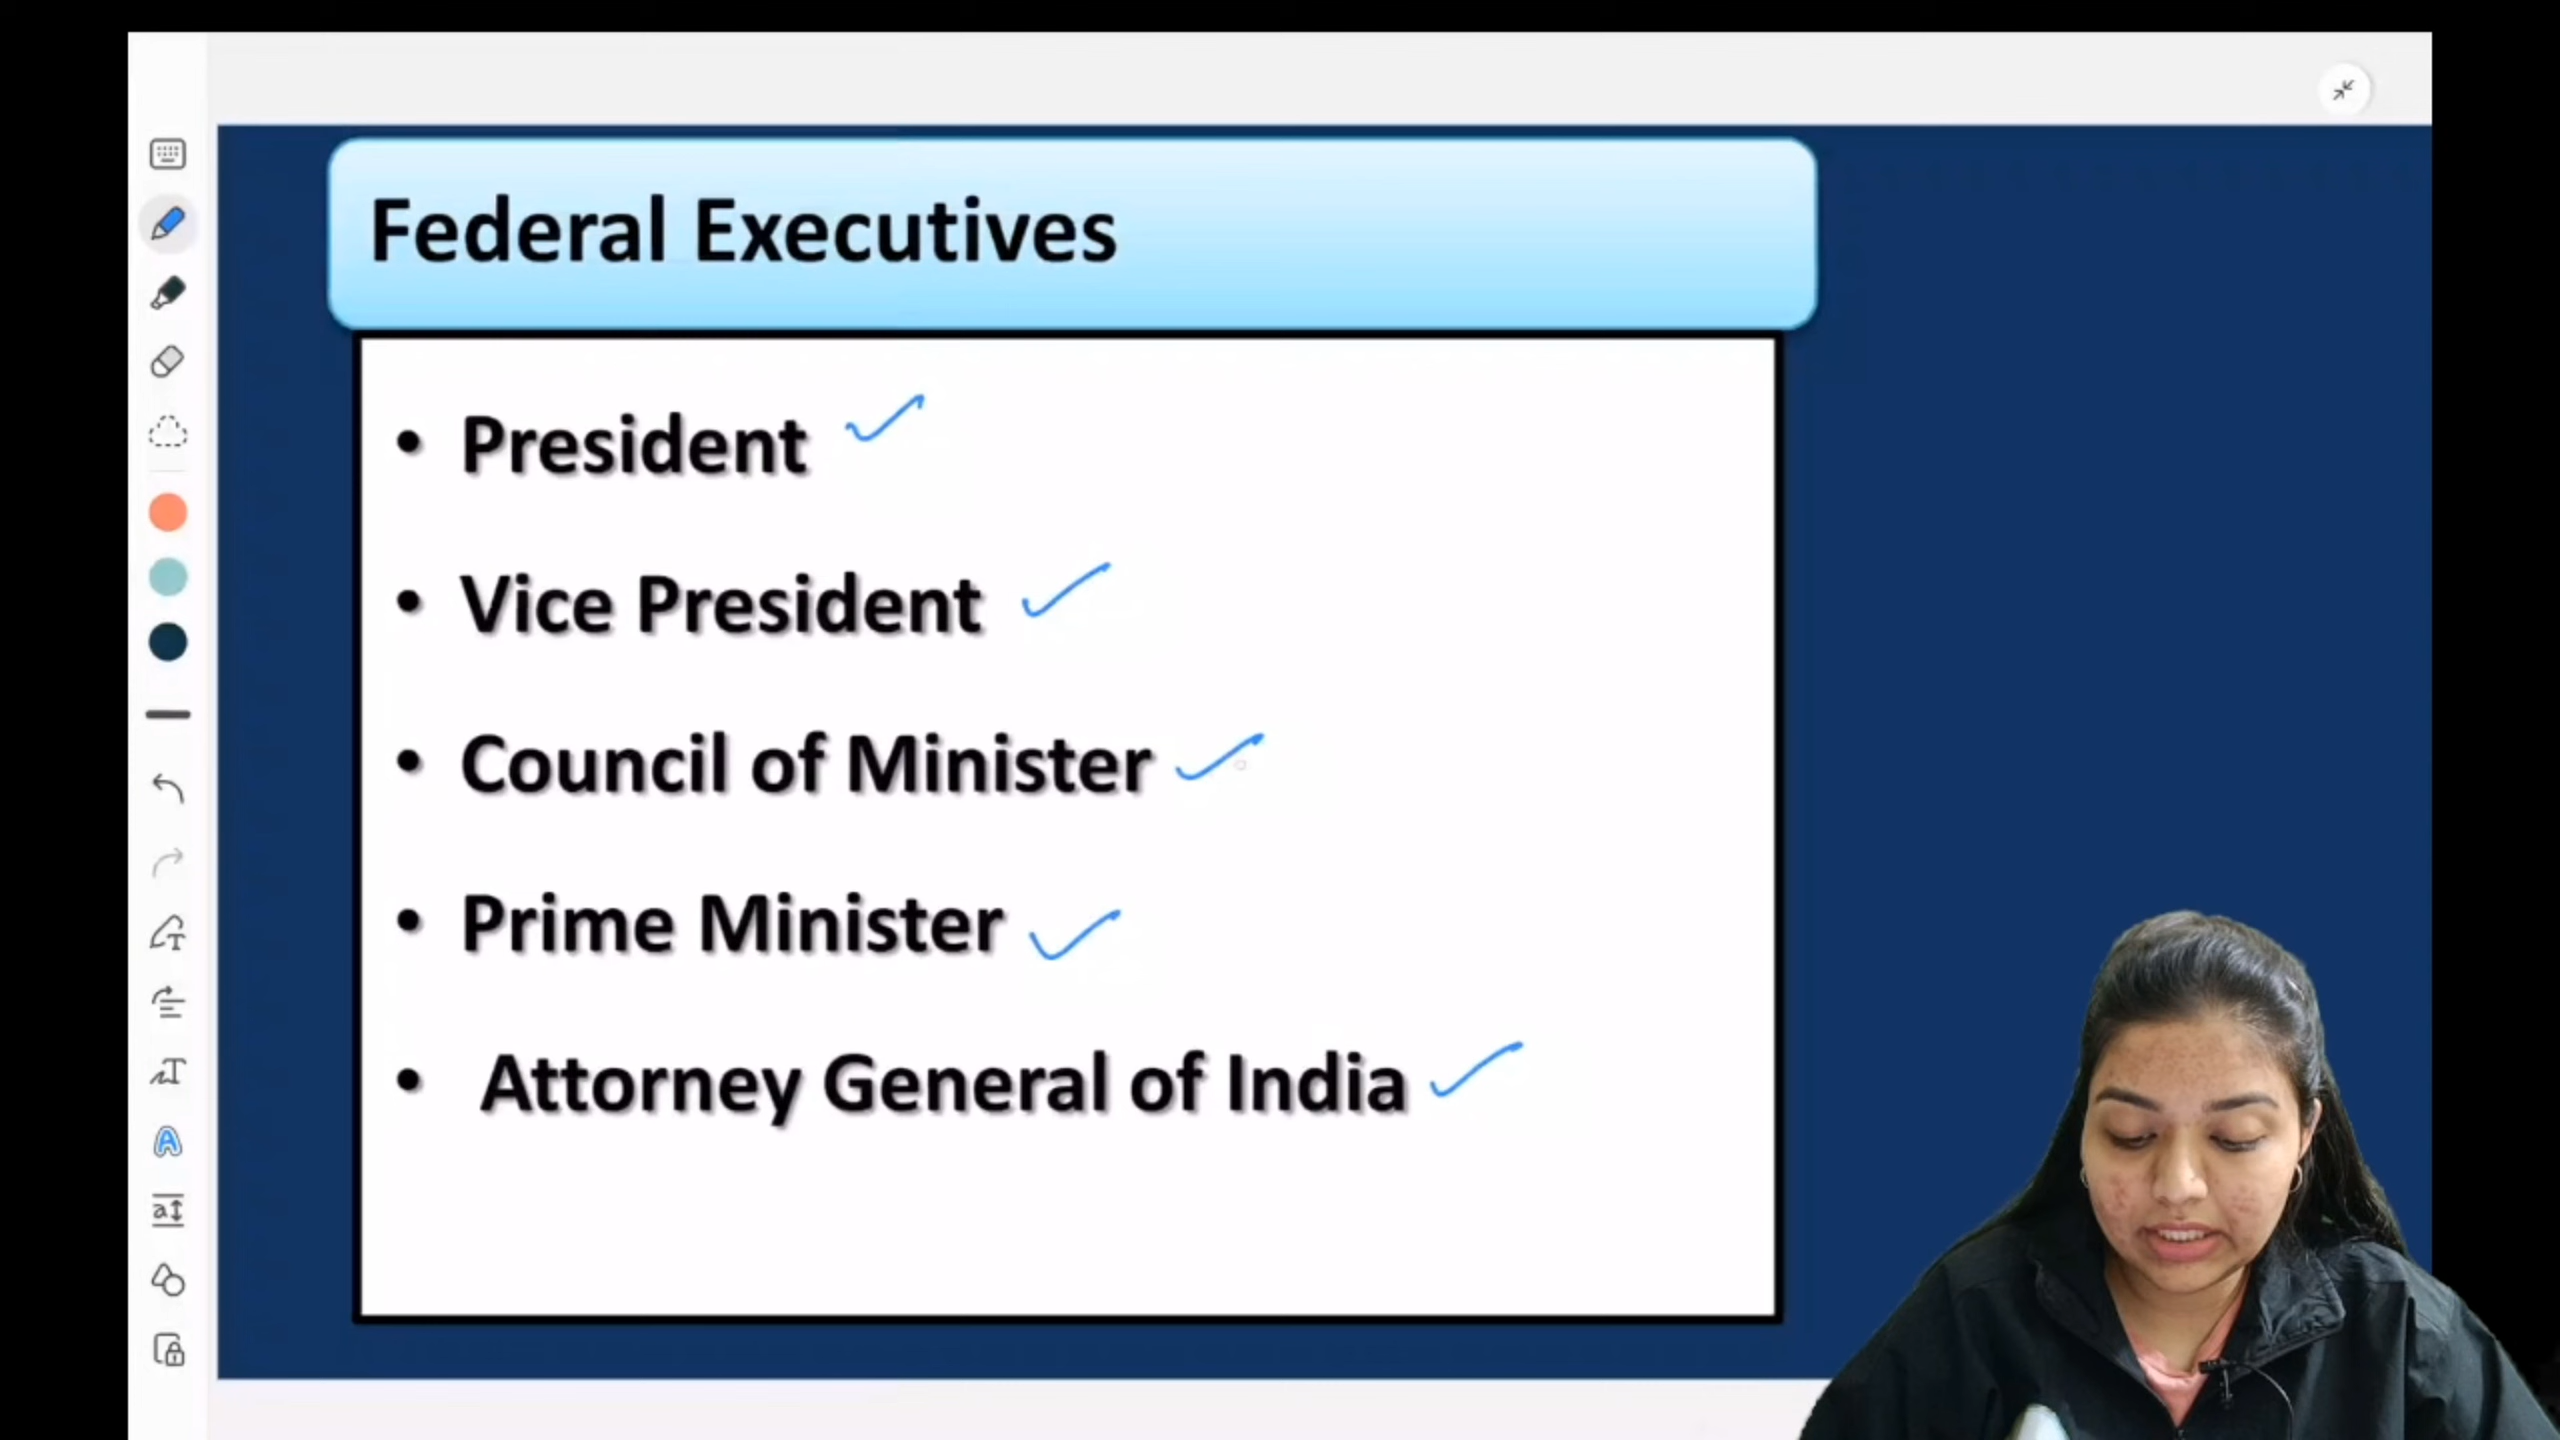 Federal Executives
• President
• Vice President
• Council of Minister
• Prime Minister
• Attorney General of India